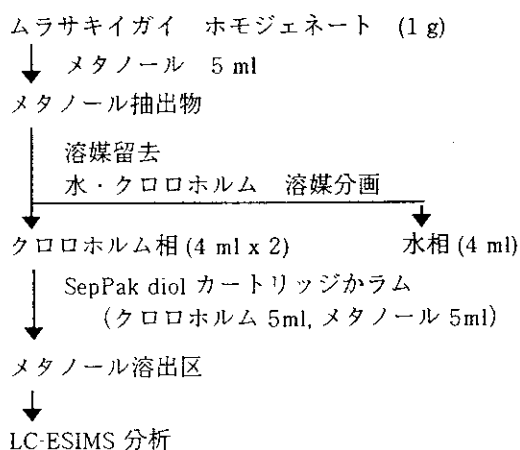 ムラサキイガイ ホモジェネート (1 g)
メタノール 5 ml
メタノール抽出物
溶媒留去
水・クロロホルム 溶媒分画
クロロホルム相 (4 ml x 2) 水相 (4 ml)
SepPak diol カートリッジかラム
(クロロホルム 5ml, メタノール 5ml)
メタノール溶出区
LC-ESIMS 分析